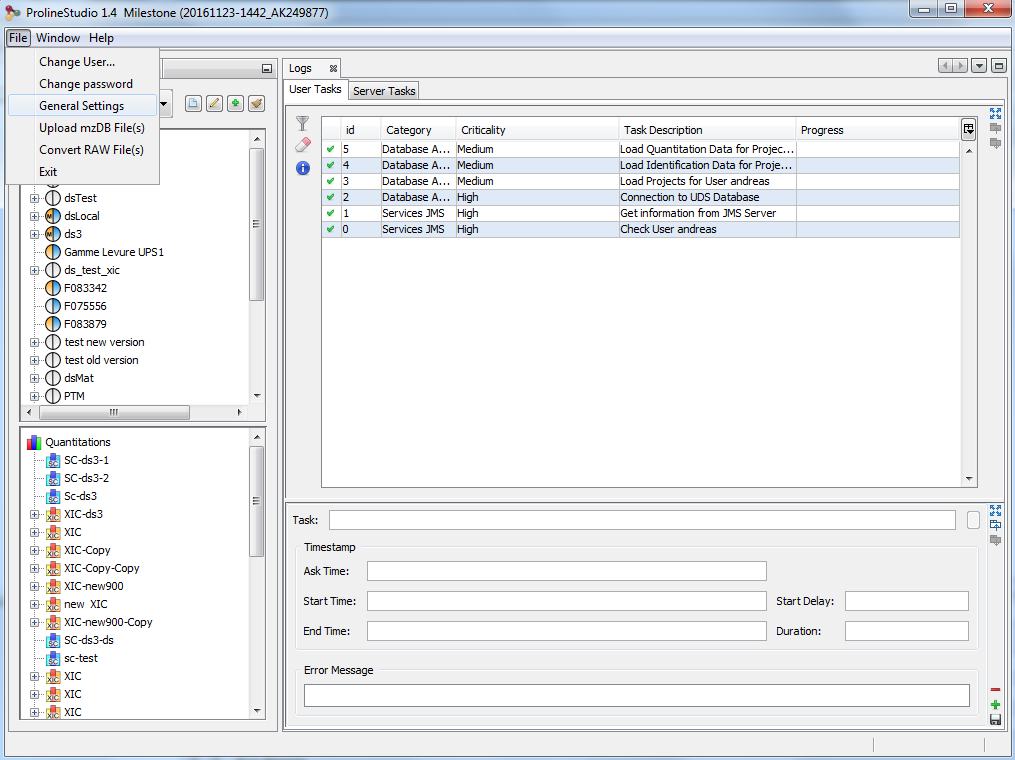 ProlineStudio 1.4 Milestone (20161123-1442_AK249877)
File Window Help
Change User...
Change password
General Settings
Upload mzDB File(s)
Convert RAW File(s)
Exit
dsTest
dsLocal
ds3
Gamme Levure UPS1
ds_test_xic
F083342
F075556
F083879
test new version
test old version
dsMat
PTM
Quantitations
SC-ds3-1
SC-ds3-2
Sc-ds3
XIC-ds3
XIC
XIC-Copy
XIC-Copy-Copy
XIC-new900
new XIC
XIC-new900-Copy
SC-ds3-ds
sc-test
XIC
XIC
XIC
Logs
User Tasks Server Tasks
id Category Criticality Task Description Progress
5 Database A... Medium Load Quantitation Data for Projec...
4 Database A... Medium Load Identification Data for Proje...
3 Database A... Medium Load Projects for User andreas
2 Database A... High Connection to UDS Database
1 Services JMS High Get information from JMS Server
0 Services JMS High Check User andreas
Task:
Timestamp
Ask Time:
Start Time: Start Delay:
End Time: Duration:
Error Message